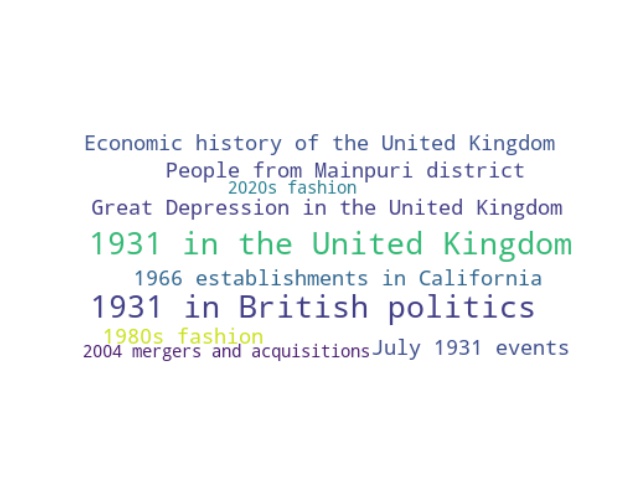 Economic history of the United Kingdom
People from Mainpuri district
2020s fashion
Great Depression in the United Kingdom
1931 in the United Kingdom
1966 establishments in California
1931 in British politics
1980s fashion
2004 mergers and acquisitions
July 1931 events